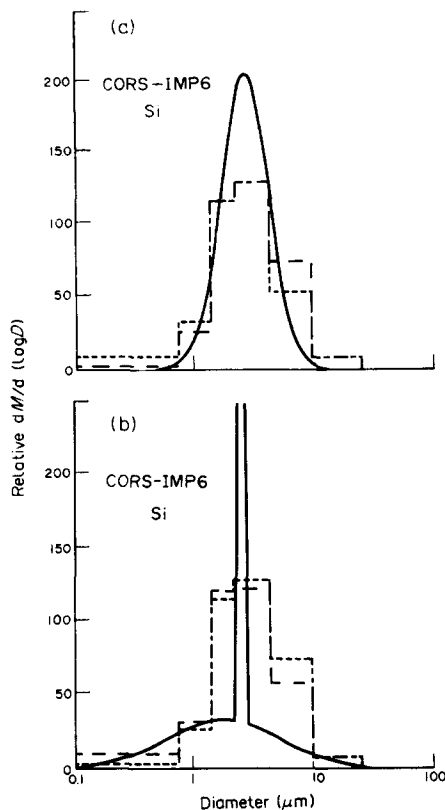 (c)
CORS-IMP6
Si
200
150
100
50
0
Relative dM/d (logD)
(b)
CORS-IMP6
Si
200
150
100
50
0
0.1
1
10
100
Diameter (μm)